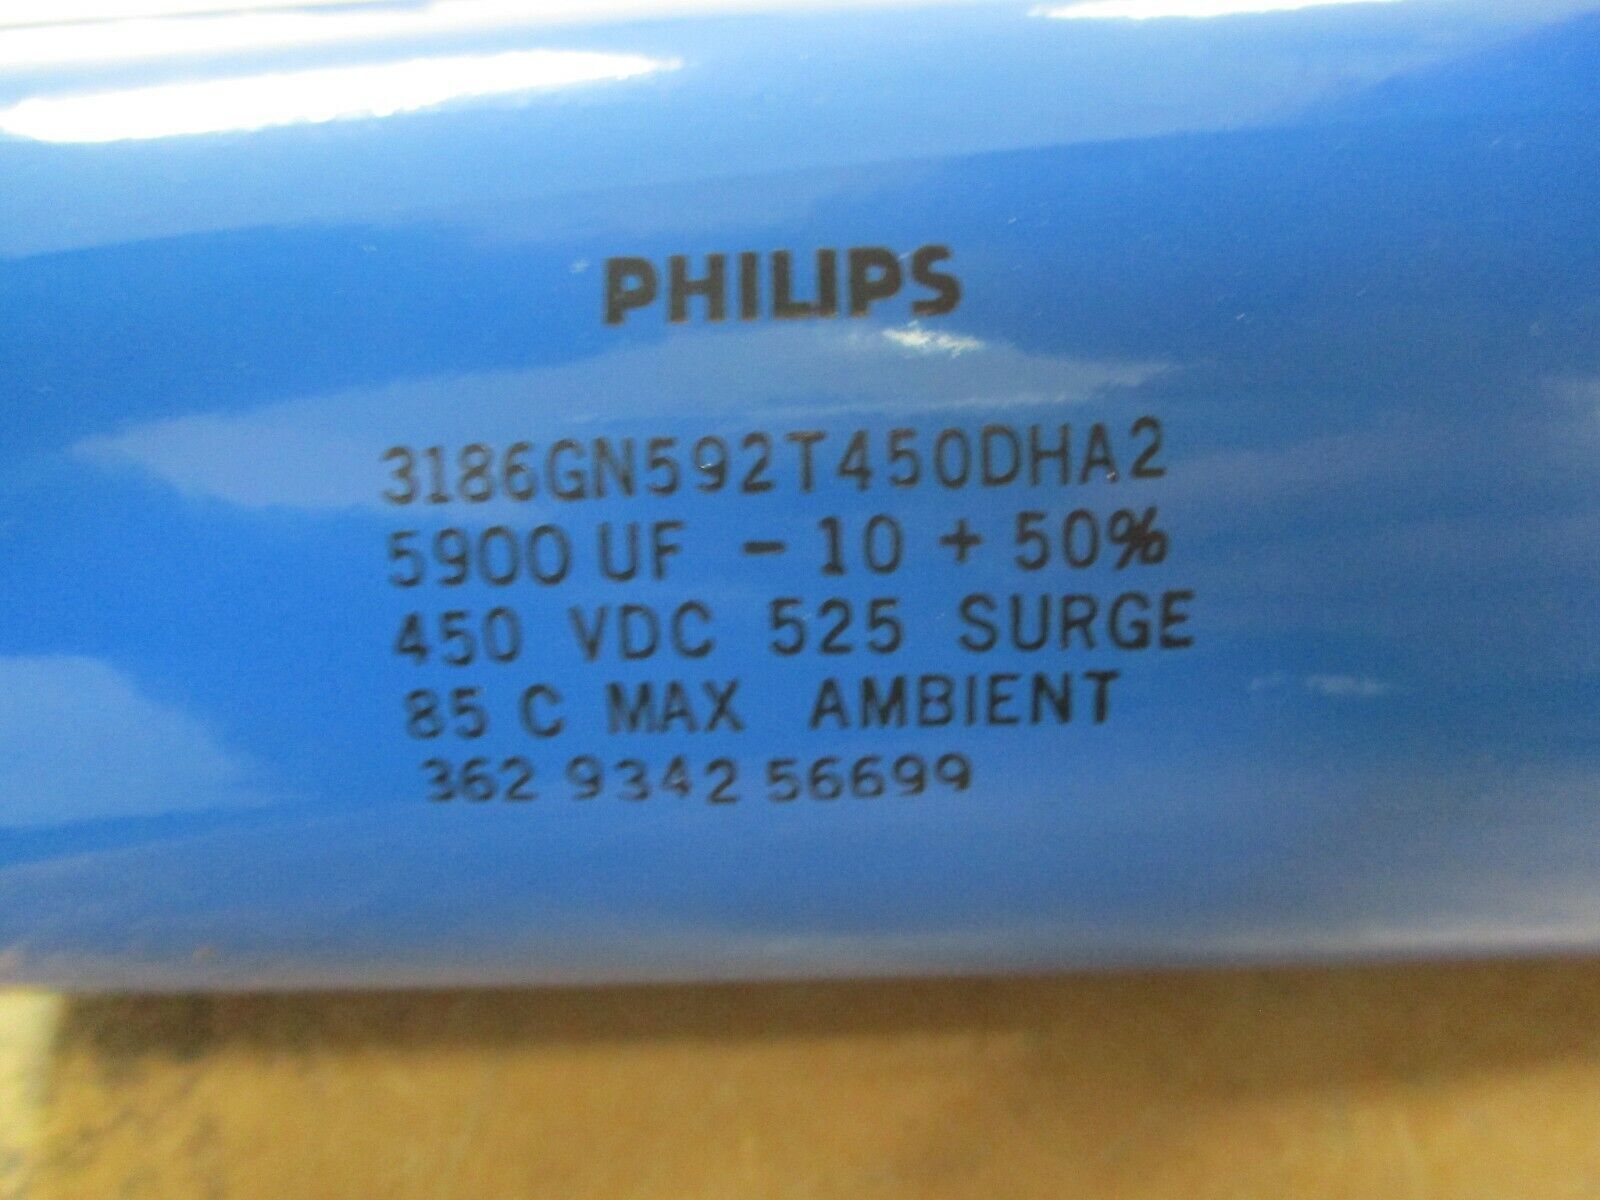 PHILIPS
3186GN592T450DHA2
5900 UF -10 +50%
450 VDC 525 SURGE
85 C MAX AMBIENT
362 9342 56699